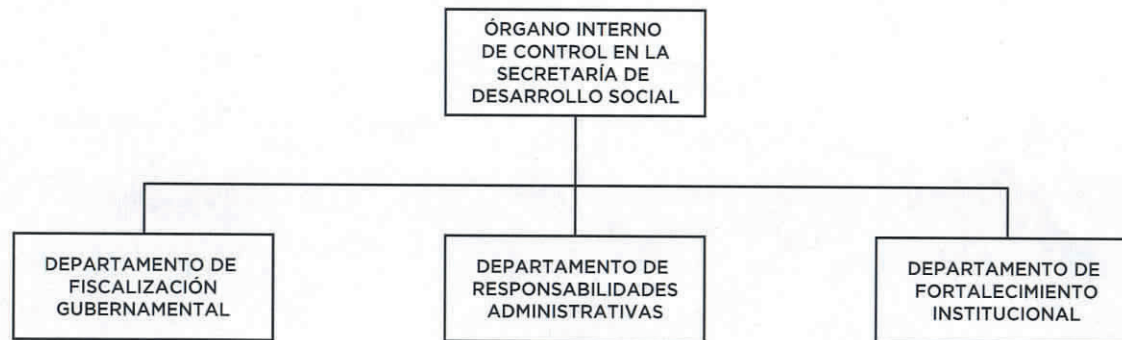 ÓRGANO INTERNO
DE CONTROL EN LA
SECRETARÍA DE
DESARROLLO SOCIAL
DEPARTAMENTO DE
FISCALIZACIÓN
GUBERNAMENTAL
DEPARTAMENTO DE
RESPONSABILIDADES
ADMINISTRATIVAS
DEPARTAMENTO DE
FORTALECIMIENTO
INSTITUCIONAL